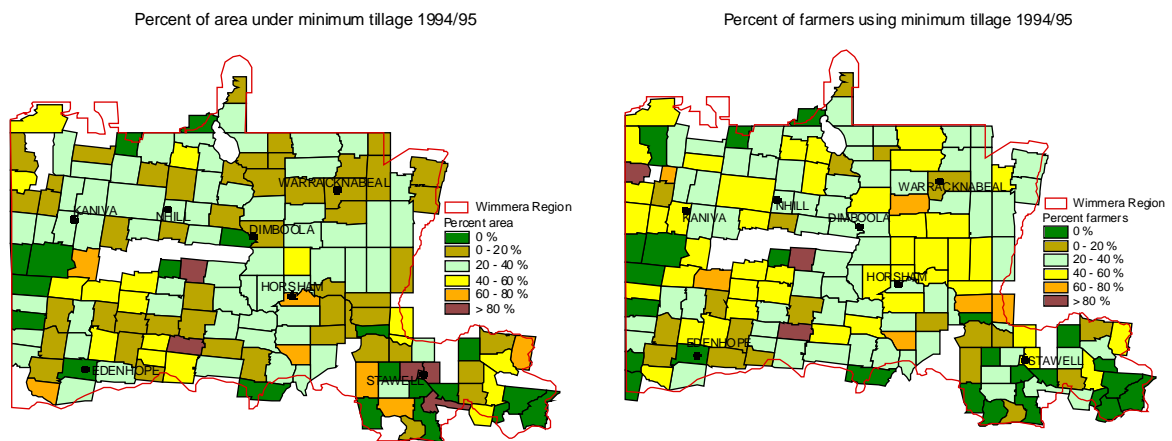 Percent of area under minimum tillage 1994/95
WARRACKNABEAL
KANIVA
NHILL
DIMBOOLA
HORSHAM
EDENHOPE
STAWELL
Wimmera Region
Percent area
0 %
0 - 20 %
20 - 40 %
40 - 60 %
60 - 80 %
> 80 %
Percent of farmers using minimum tillage 1994/95
WARRACKNABEAL
KANIVA
NHILL
DIMBOOLA
HORSHAM
EDENHOPE
STAWELL
Wimmera Region
Percent farmers
0 %
0 - 20 %
20 - 40 %
40 - 60 %
60 - 80 %
> 80 %